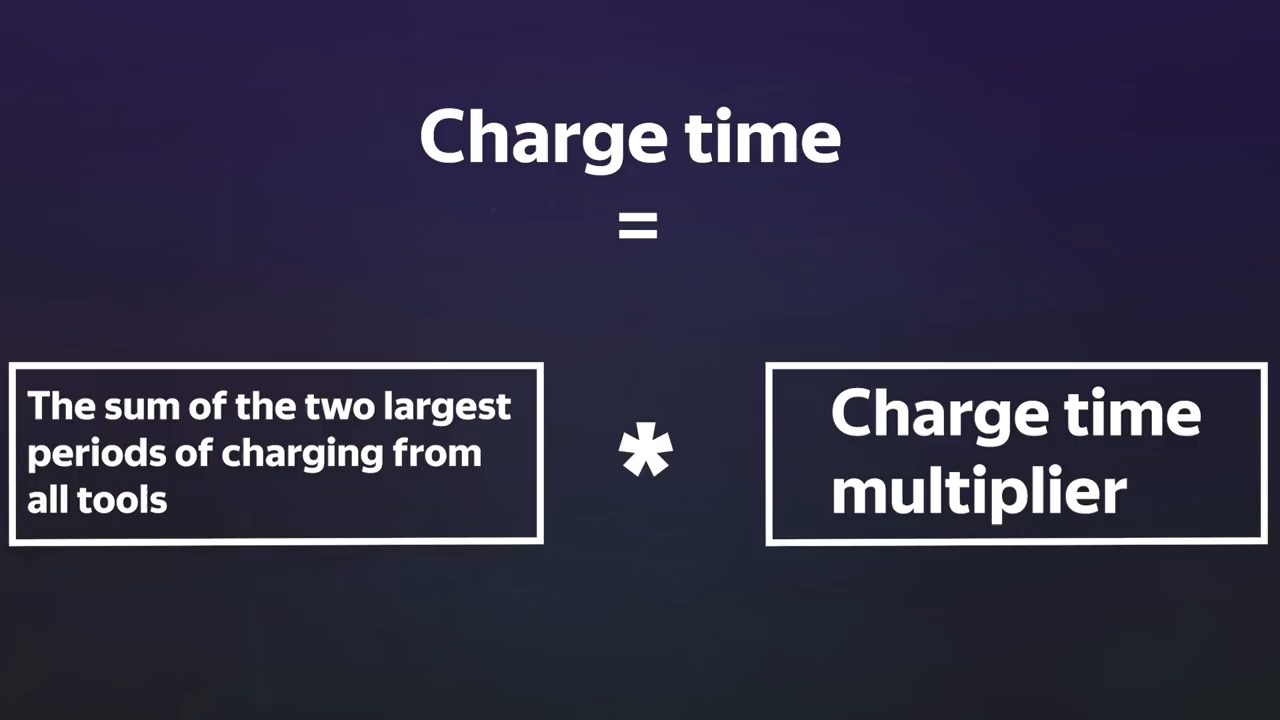 Charge time
=
The sum of the two largest
periods of charging from
all tools
*
Charge time
multiplier